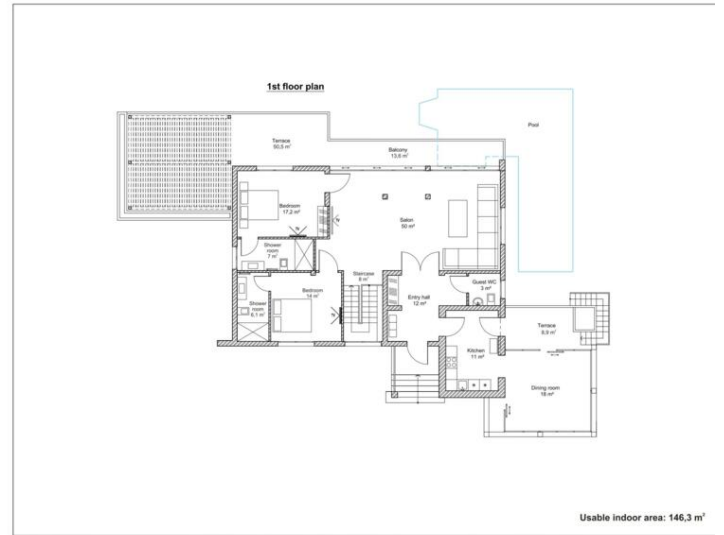 1st floor plan
Pool
Terrace
50,5 m²
Balcony
13,6 m²
Bedroom
17,2 m²
Salon
50 m²
Shower
room
7 m²
Staircase
6 m²
Guest WC
3 m²
Bedroom
14 m²
Entry hall
12 m²
Shower
room
6,1 m²
Terrace
6,9 m²
Kitchen
11 m²
Dining room
18 m²
Usable indoor area: 146,3 m²